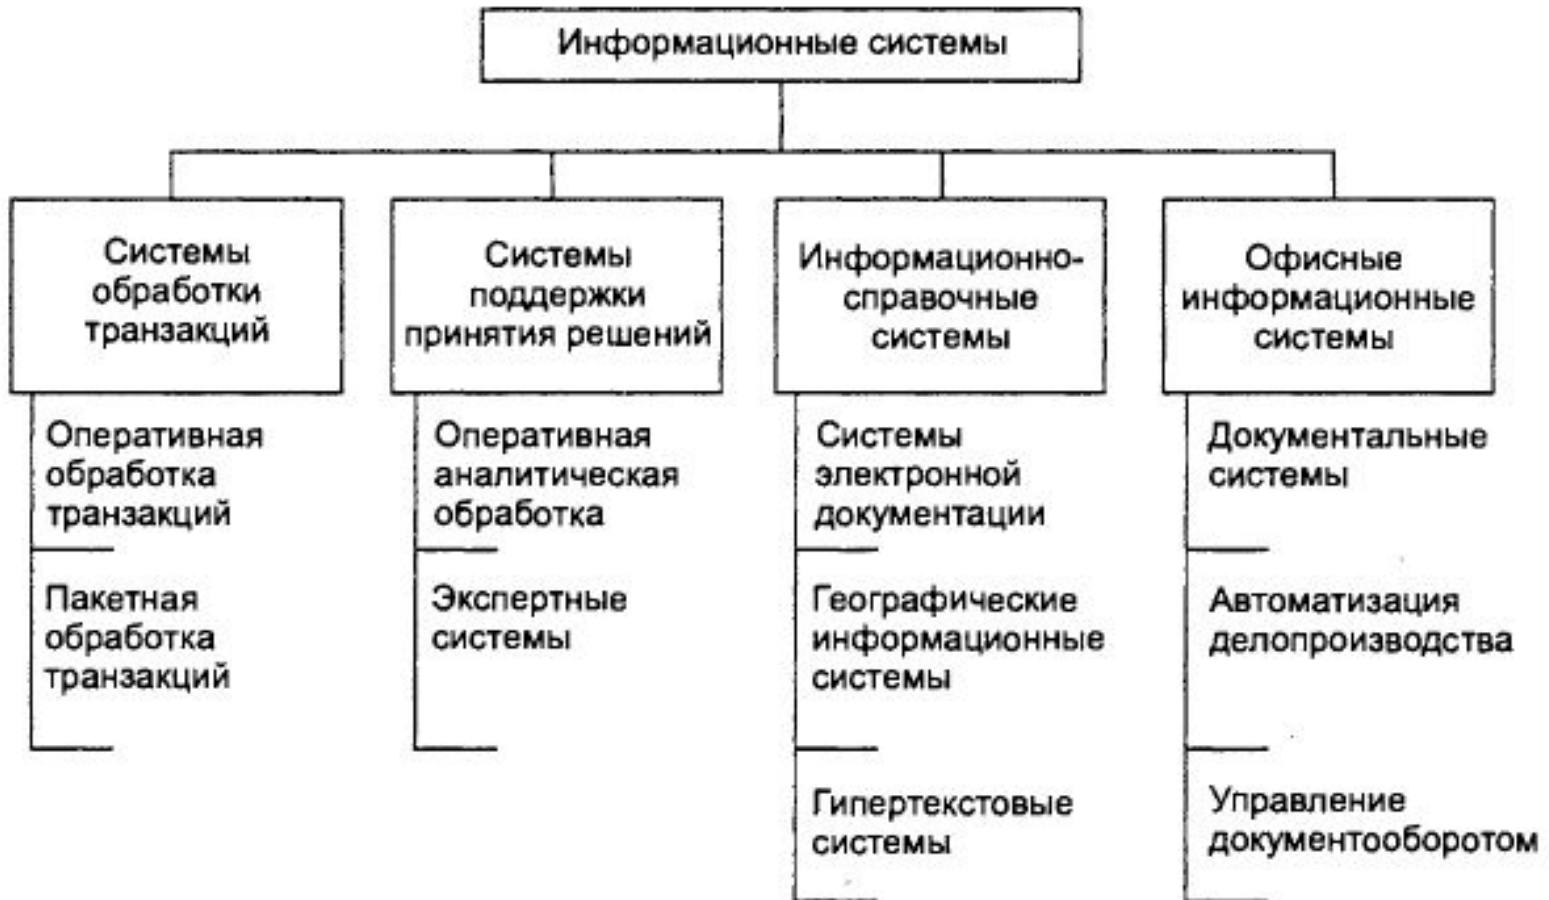 Информационные системы
Системы
обработки
транзакций
Оперативная
обработка
транзакций
Пакетная
обработка
транзакций
Системы
поддержки
принятия решений
Оперативная
аналитическая
обработка
Экспертные
системы
Информационно-
справочные
системы
Системы
электронной
документации
Географические
информационные
системы
Гипертекстовые
системы
Офисные
информационные
системы
Документальные
системы
Автоматизация
делопроизводства
Управление
документооборотом